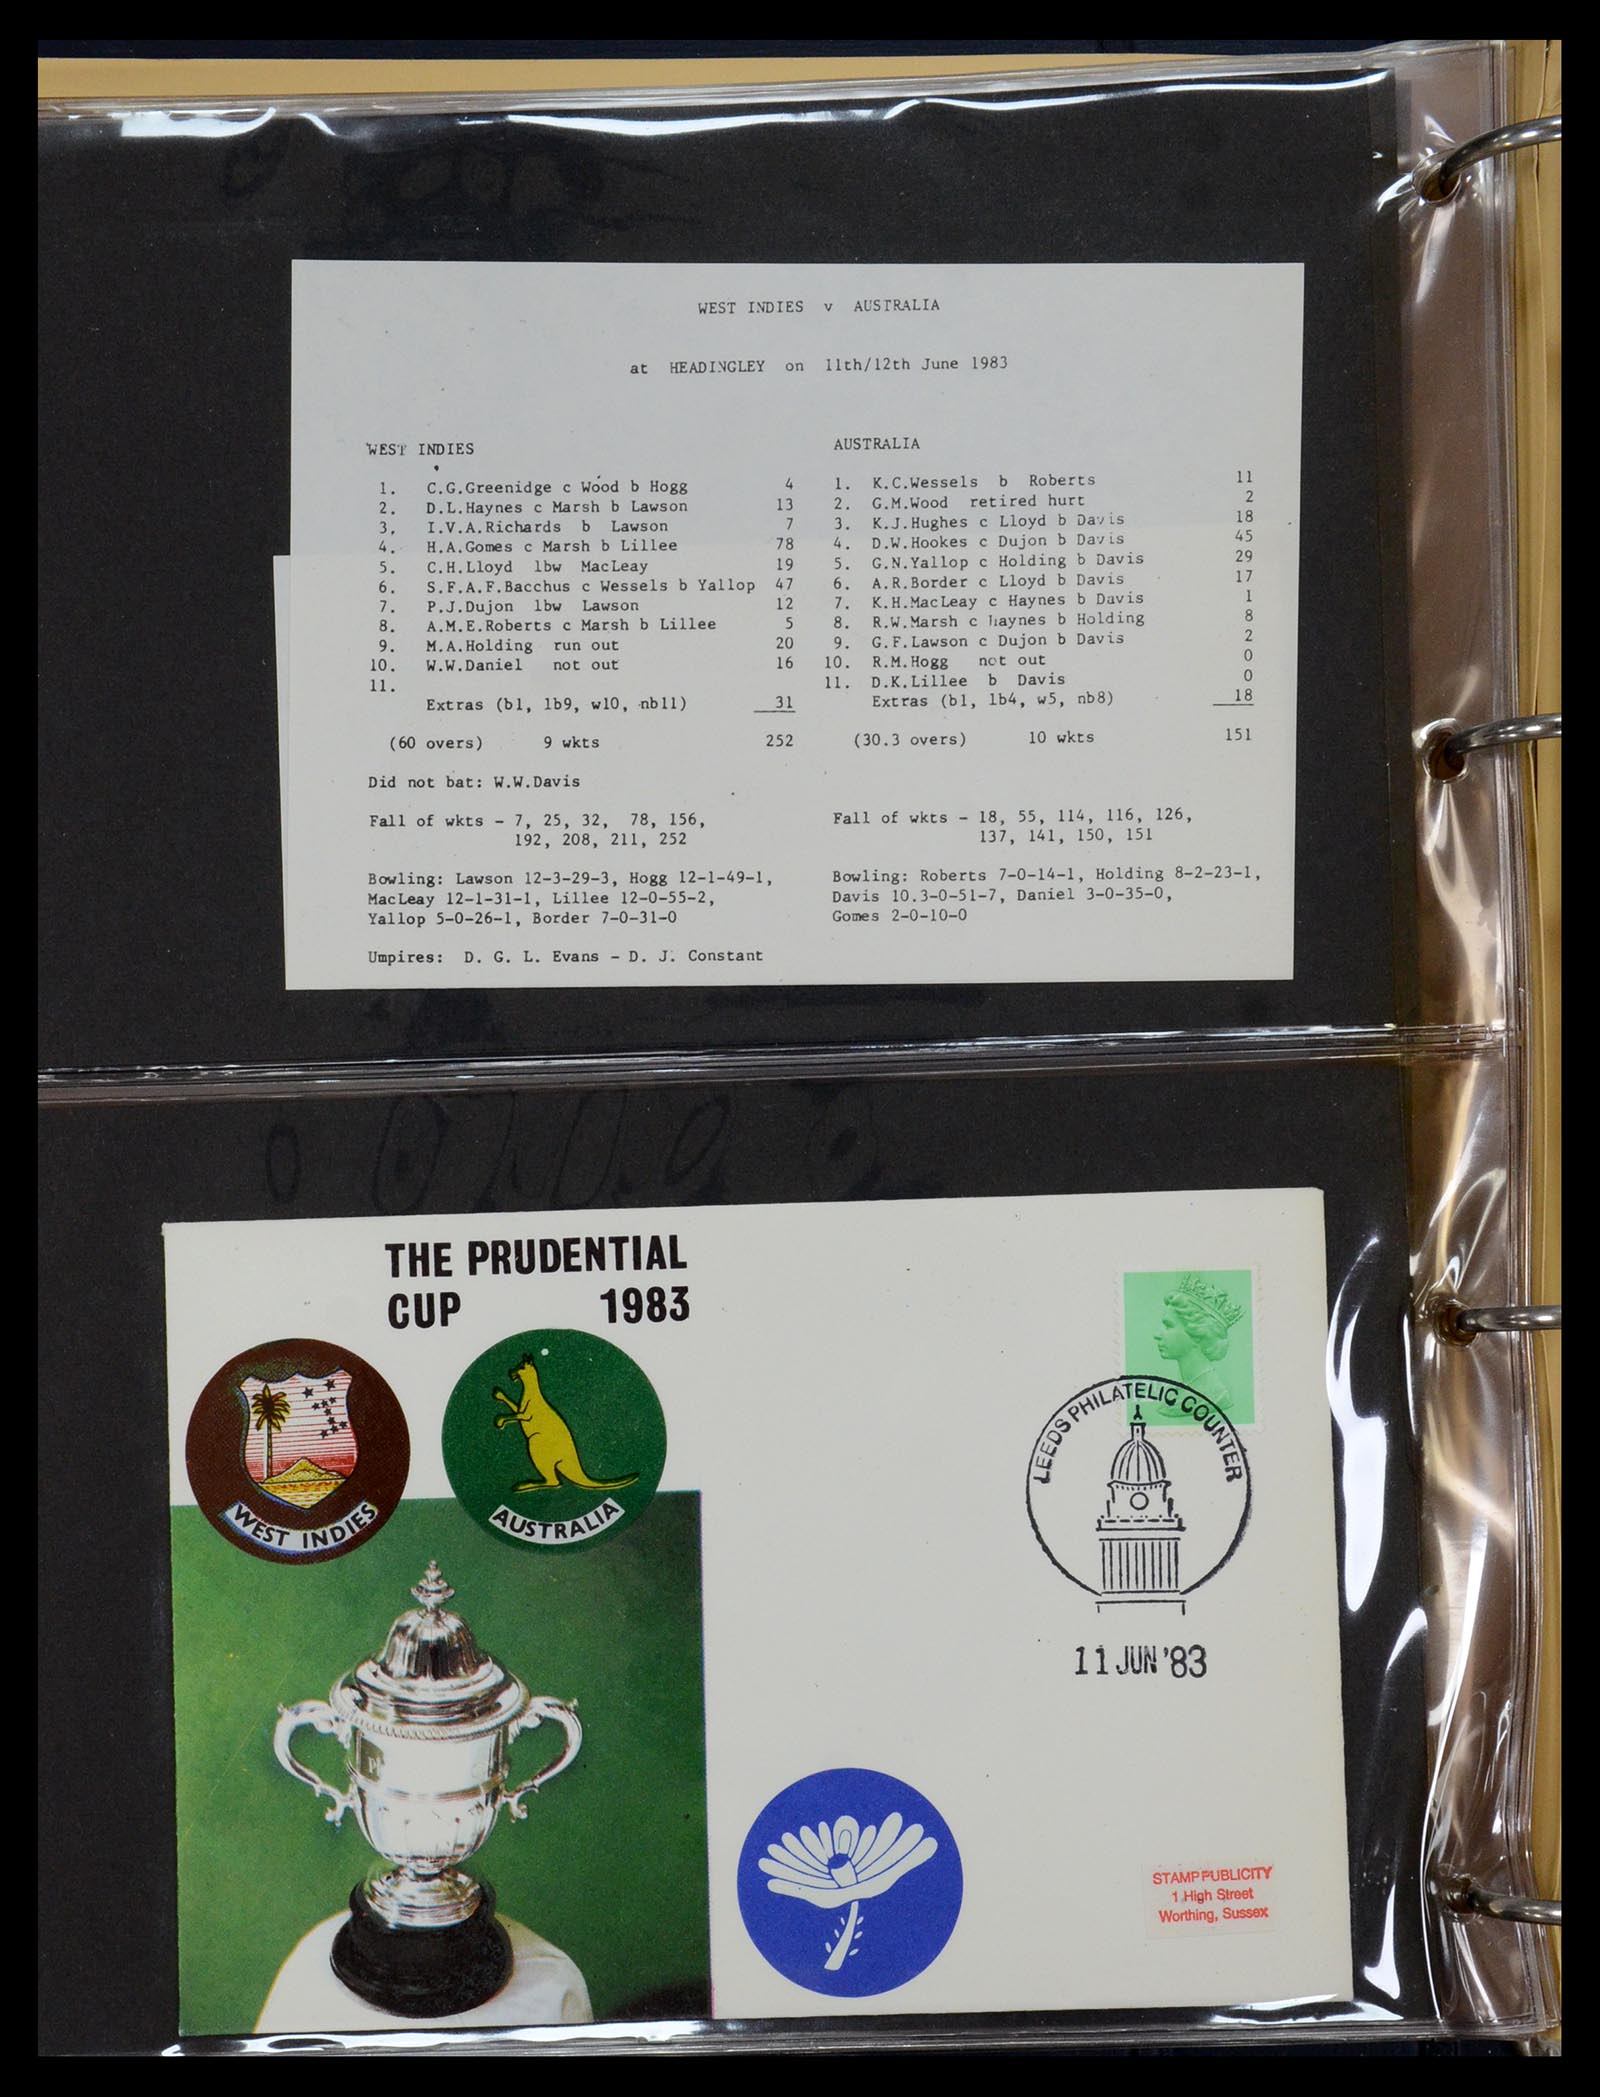 WEST INDIES v AUSTRALIA
at HEADINGLEY on 11th/12th June 1983
WEST INDIES
1. C.G.Greenidge c Wood b Hogg 4
2. D.L.Haynes c Marsh b Lawson 13
3. I.V.A.Richards b Lawson 7
4. H.A.Gomes c Marsh b Lillee 78
5. C.H.Lloyd lbw MacLeay 19
6. S.F.A.F.Bacchus c Wessels b Yallop 47
7. P.J.Dujon lbw Lawson 12
8. A.M.E.Roberts c Marsh b Lillee 5
9. M.A.Holding run out 20
10. W.W.Daniel not out 16
11.
Extras (b1, lb9, w10, nb11) 31
(60 overs) 9 wkts 252
Did not bat: W.W.Davis
Fall of wkts - 7, 25, 32, 78, 156,
192, 208, 211, 252
Bowling: Lawson 12-3-29-3, Hogg 12-1-49-1,
MacLeay 12-1-31-1, Lillee 12-0-55-2,
Yallop 5-0-26-1, Border 7-0-31-0
Umpires: D. G. L. Evans - D. J. Constant
AUSTRALIA
1. K.C.Wessels b Roberts 11
2. G.M.Wood retired hurt 2
3. K.J.Hughes c Lloyd b Davis 18
4. D.W.Hookes c Dujon b Davis 45
5. G.N.Yallop c Holding b Davis 29
6. A.R.Border c Lloyd b Davis 17
7. K.H.MacLeay c Haynes b Davis 1
8. R.W.Marsh c Haynes b Holding 8
9. G.F.Lawson c Dujon b Davis 2
10. R.M.Hogg not out 0
11. D.K.Lillee b Davis 0
Extras (b1, lb4, w5, nb8) 18
(30.3 overs) 10 wkts 151
Fall of wkts - 18, 55, 114, 116, 126,
137, 141, 150, 151
Bowling: Roberts 7-0-14-1, Holding 8-2-23-1,
Davis 10.3-0-51-7, Daniel 3-0-35-0,
Gomes 2-0-10-0
THE PRUDENTIAL
CUP 1983
WEST INDIES
AUSTRALIA
LEEDS PHILATELIC COUNTER
11 JUN '83
STAMP PUBLICITY
1 High Street
Worthing, Sussex